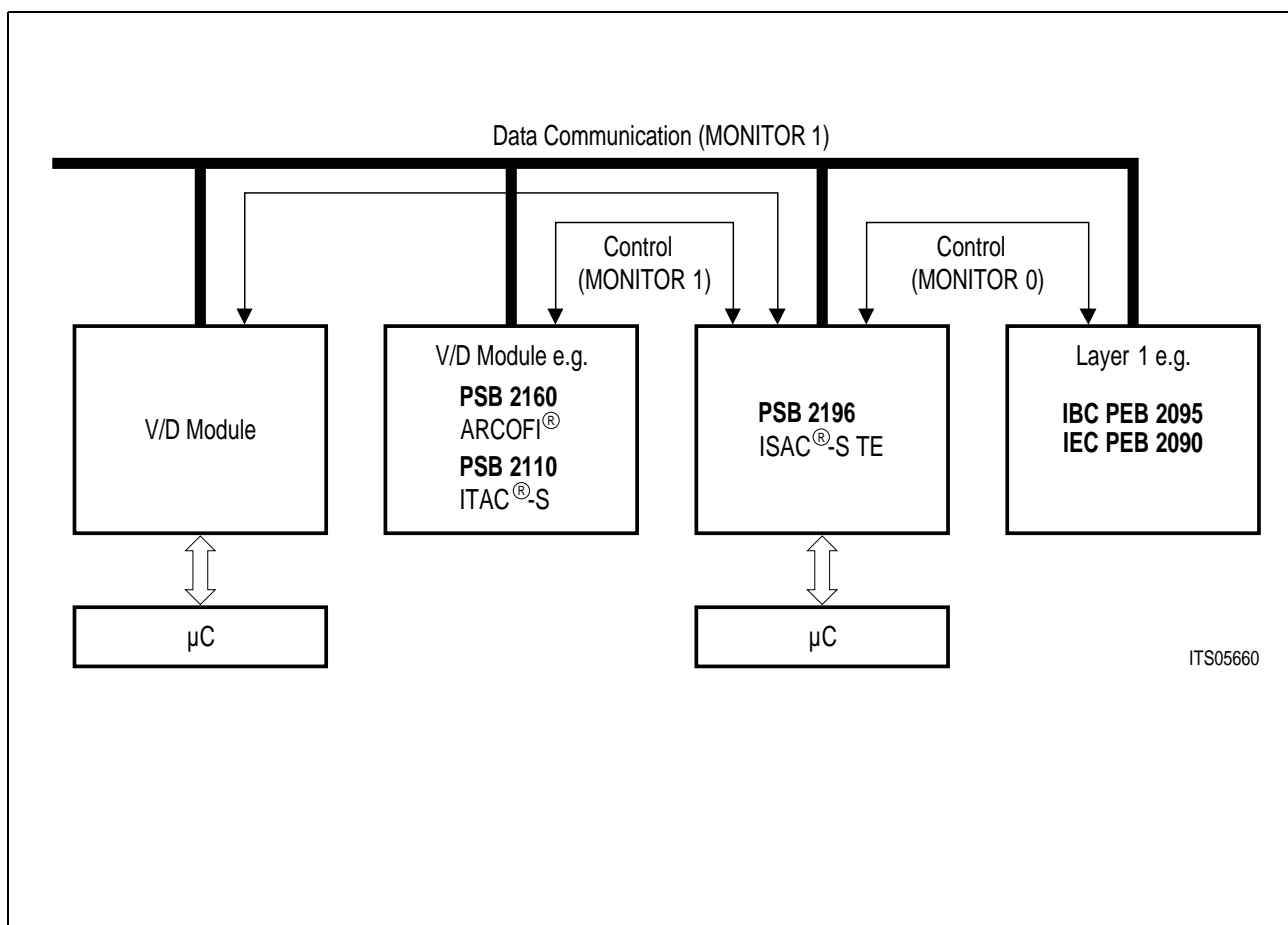 Data Communication (MONITOR 1)
Control
(MONITOR 1)
Control
(MONITOR 0)
V/D Module
V/D Module e.g.
PSB 2160
ARCOFI®
PSB 2110
ITAC®-S
PSB 2196
ISAC®-S TE
Layer 1 e.g.
IBC PEB 2095
IEC PEB 2090
µC
µC
ITS05660